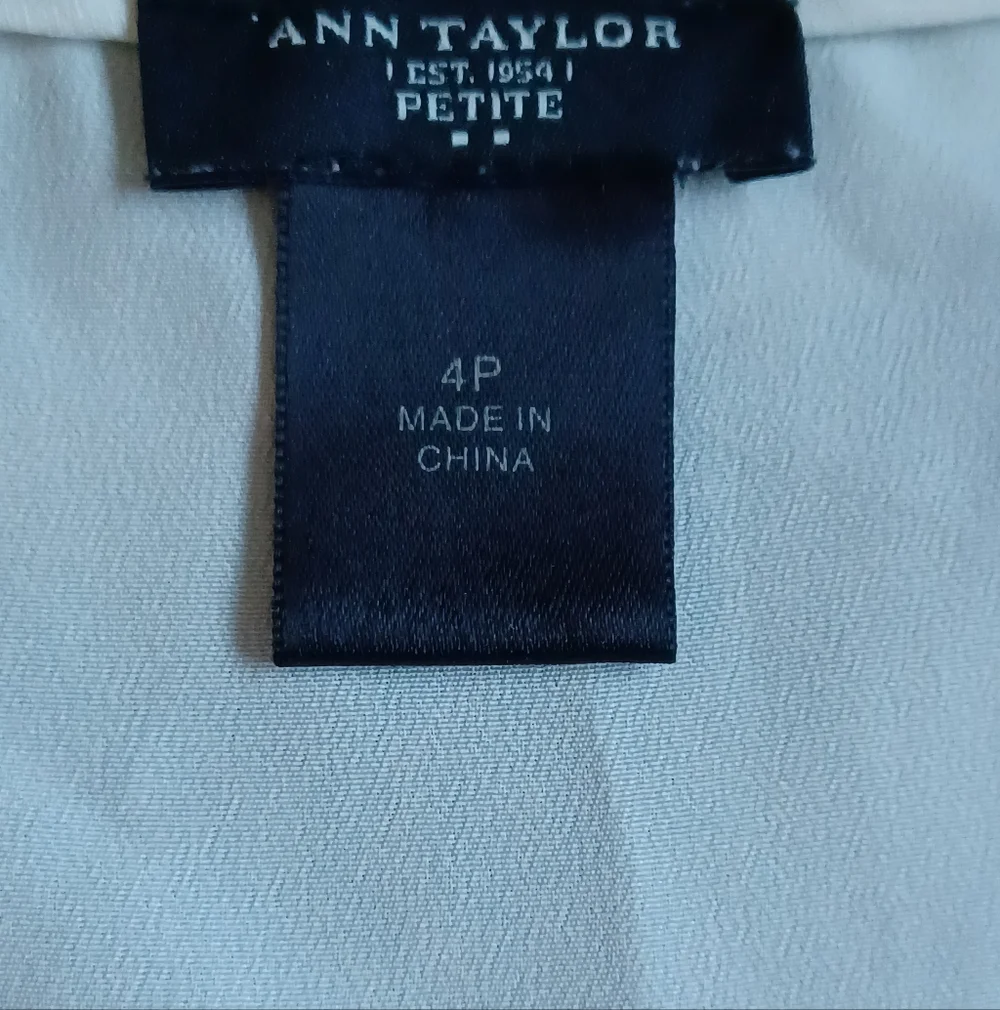 ANN TAYLOR
EST. 1954
PETITE
4P
MADE IN
CHINA